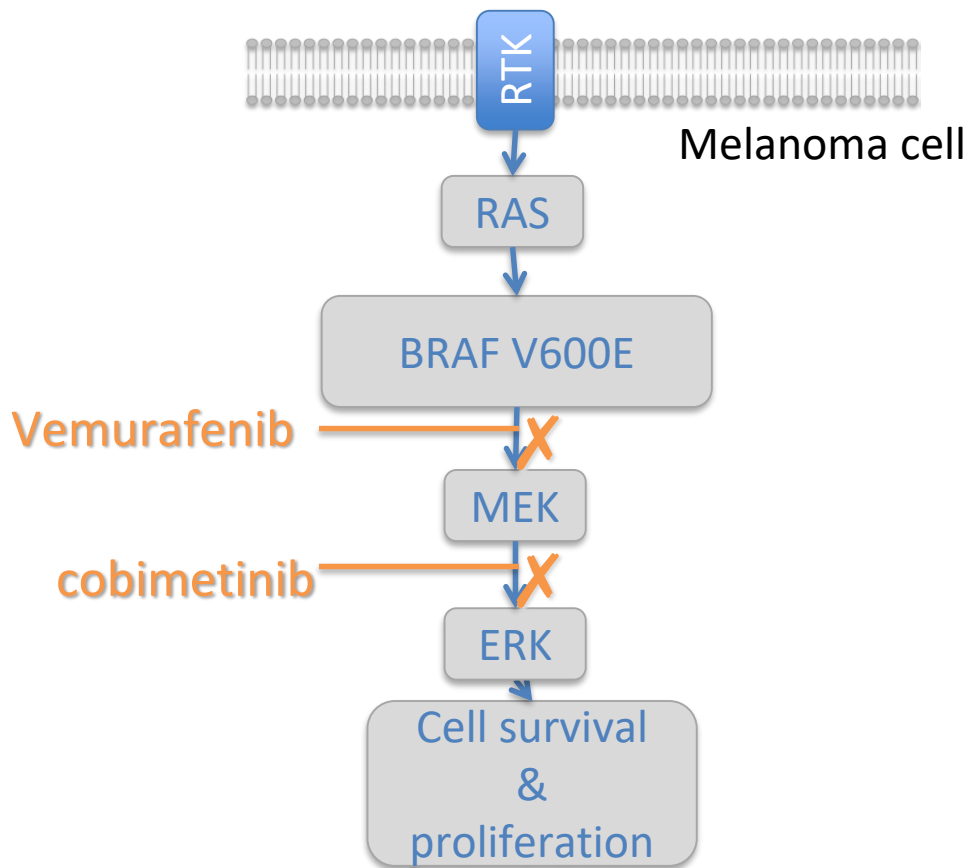 RTK
Melanoma cell
RAS
BRAF V600E
Vemurafenib
MEK
cobimetinib
ERK
Cell survival
&
proliferation